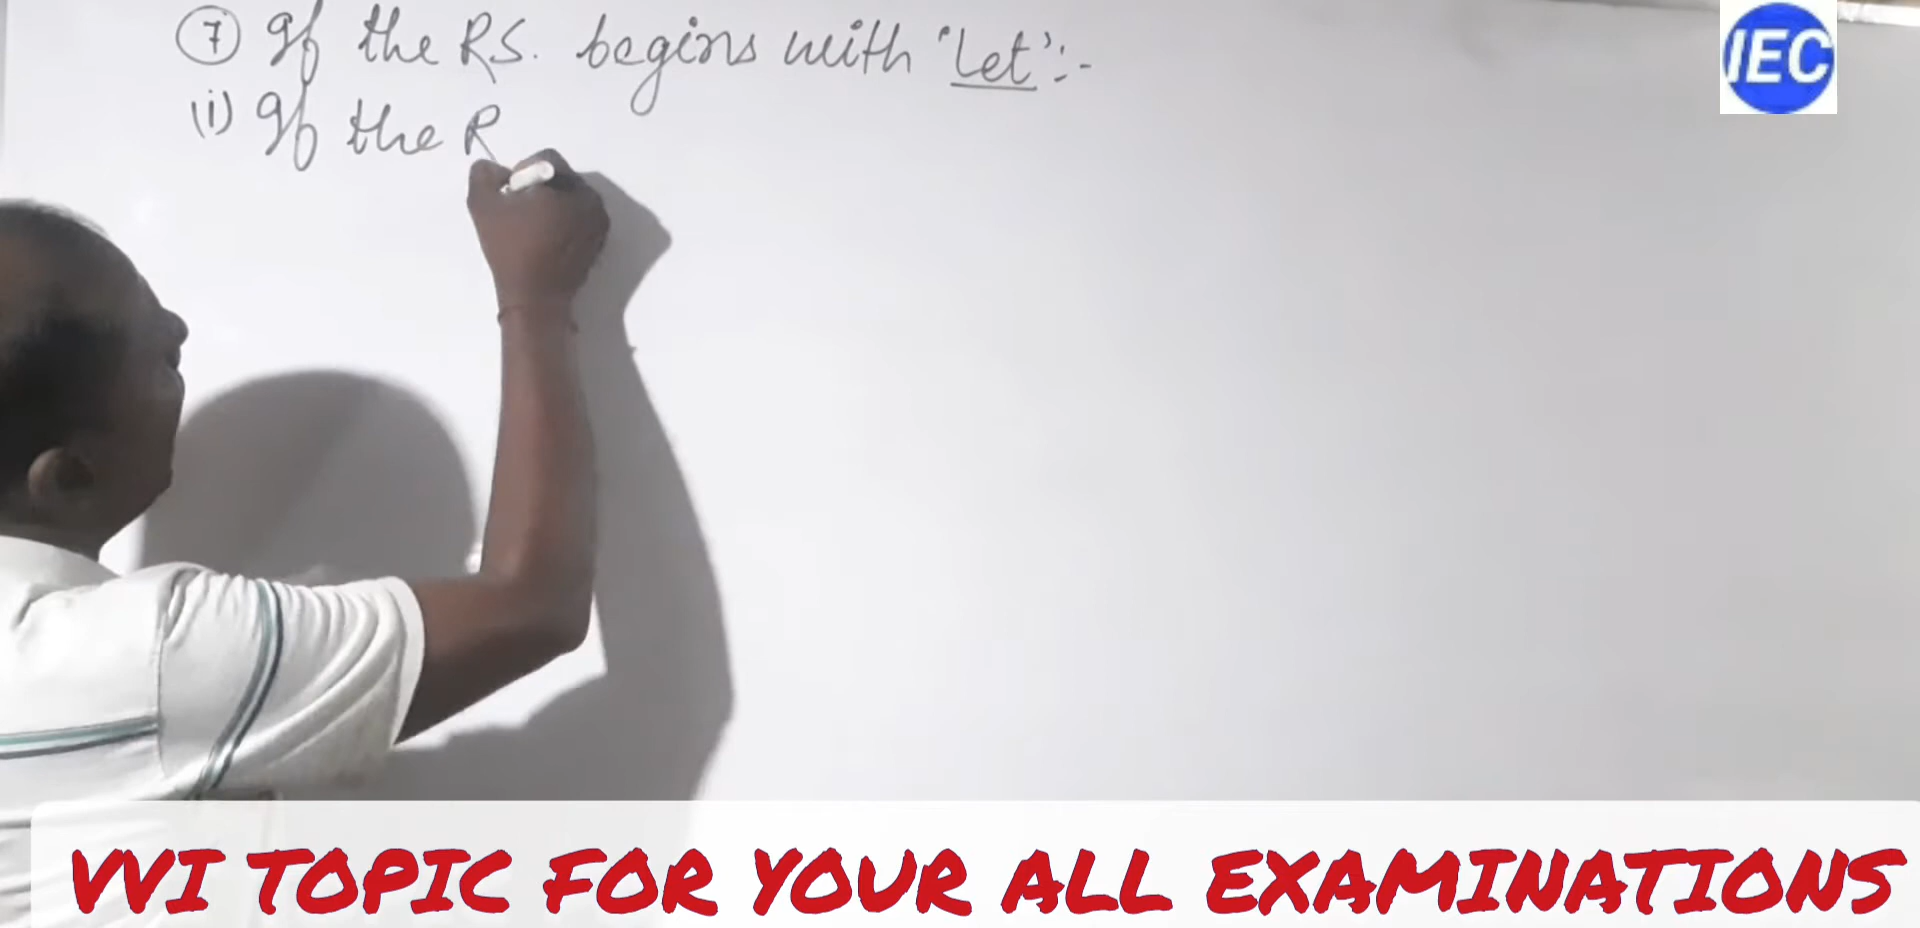 ⑦ If the R.S. begins with 'Let':-
IEC
(i) If the R
VVI TOPIC FOR YOUR ALL EXAMINATIONS